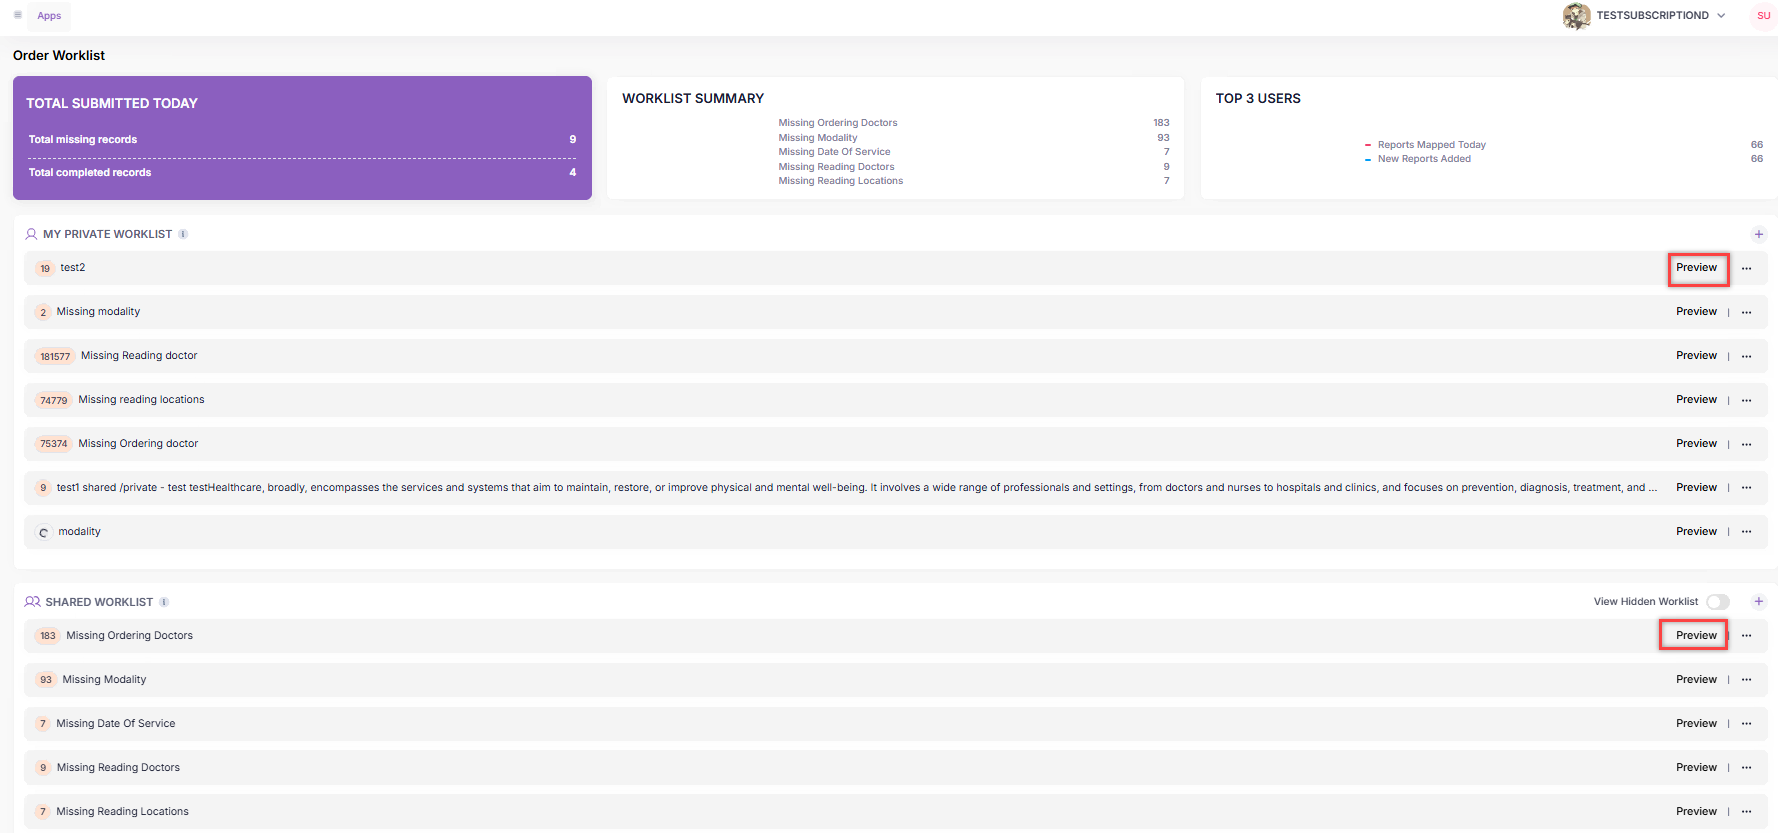 Apps
TESTSUBSCRIPTIOND
SU
Order Worklist
TOTAL SUBMITTED TODAY
Total missing records 9
Total completed records 4
WORKLIST SUMMARY
Missing Ordering Doctors 183
Missing Modality 93
Missing Date Of Service 7
Missing Reading Doctors 9
Missing Reading Locations 7
TOP 3 USERS
Reports Mapped Today 66
New Reports Added 66
MY PRIVATE WORKLIST i +
19 test2 Preview ...
2 Missing modality Preview | ...
181577 Missing Reading doctor Preview | ...
74779 Missing reading locations Preview | ...
75374 Missing Ordering doctor Preview | ...
9 test1 shared /private - test testHealthcare, broadly, encompasses the services and systems that aim to maintain, restore, or improve physical and mental well-being. It involves a wide range of professionals and settings, from doctors and nurses to hospitals and clinics, and focuses on prevention, diagnosis, treatment, and ... Preview | ...
modality Preview | ...
SHARED WORKLIST i View Hidden Worklist +
183 Missing Ordering Doctors Preview | ...
93 Missing Modality Preview | ...
7 Missing Date Of Service Preview | ...
9 Missing Reading Doctors Preview | ...
7 Missing Reading Locations Preview | ...